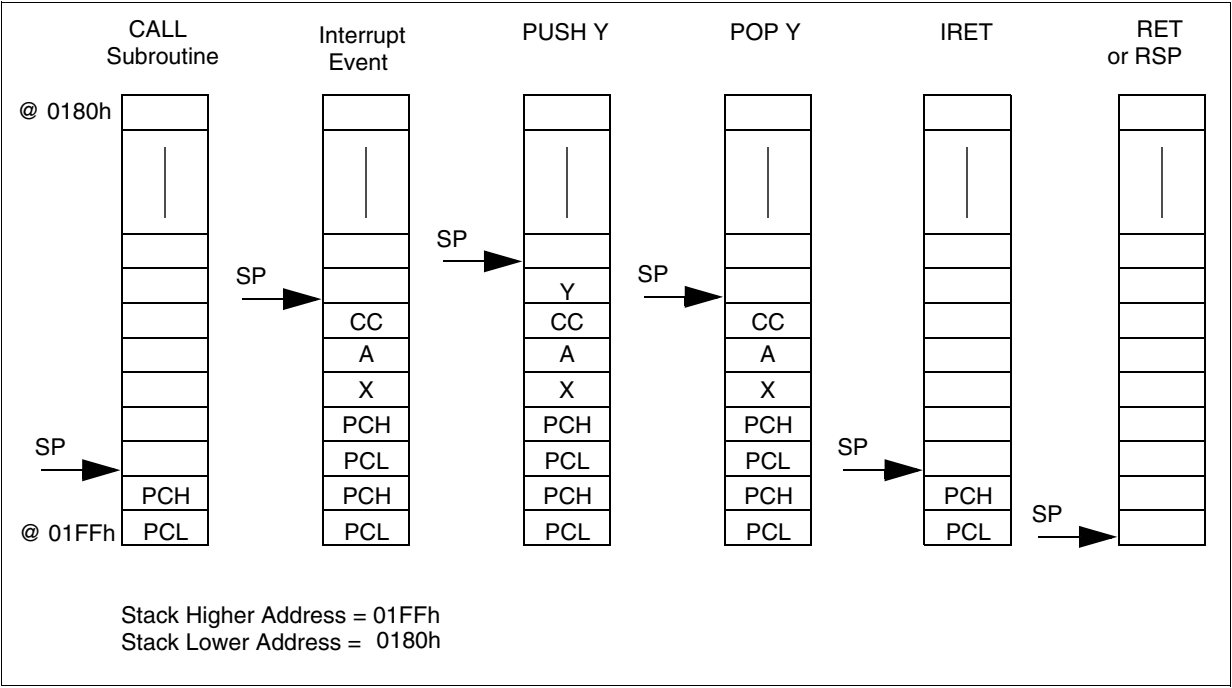 CALL
Subroutine
Interrupt
Event
PUSH Y
POP Y
IRET
RET
or RSP
@ 0180h
SP
SP
SP
Y
CC
CC
CC
A
A
A
X
X
X
PCH
PCH
PCH
SP
PCL
PCL
PCL
SP
PCH
PCH
PCH
PCH
PCH
SP
@ 01FFh
PCL
PCL
PCL
PCL
PCL
Stack Higher Address = 01FFh
Stack Lower Address = 0180h